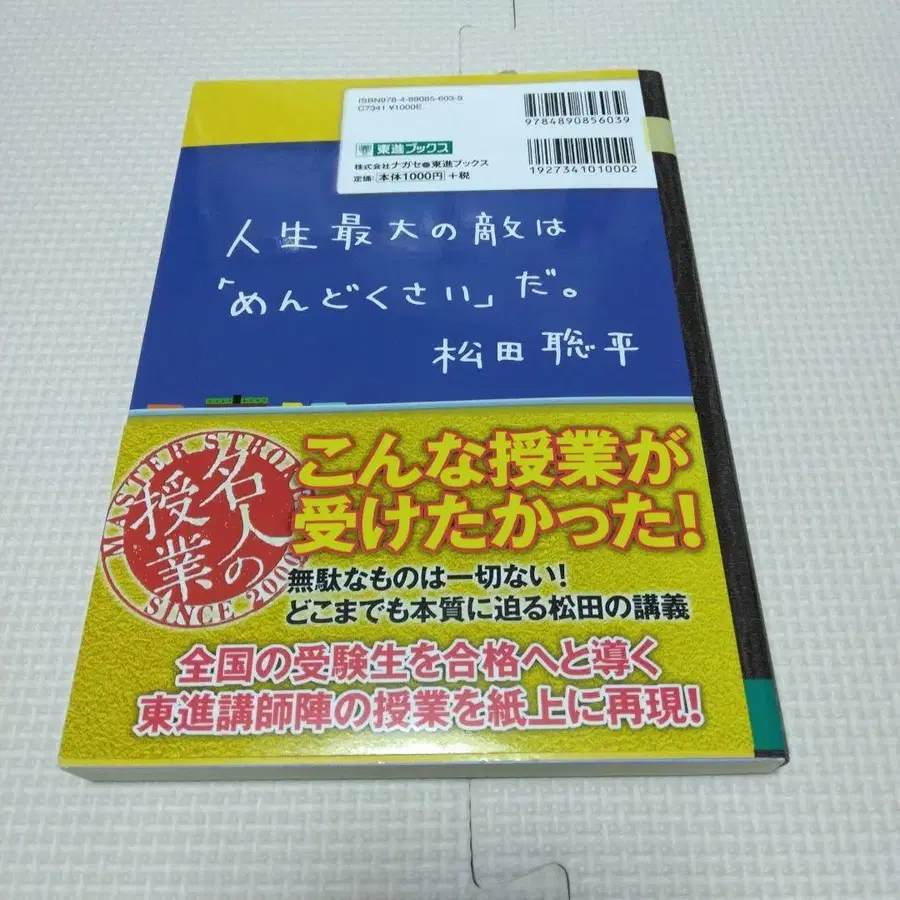 ISBN978-4-89085-603-9
C7341 ¥1000E
9784890856039
東進ブックス
株式会社ナガセ 東進ブックス
定価:本体1000円+税
1927341010002
人生最大の敵は
「めんどくさい」だ。
松田聡平
MASTER STRO
名人の
授業
SINCE 2000
こんな授業が
受けたかった!
無駄なものは一切ない!
どこまでも本質に迫る松田の講義
全国の受験生を合格へと導く
東進講師陣の授業を紙上に再現!